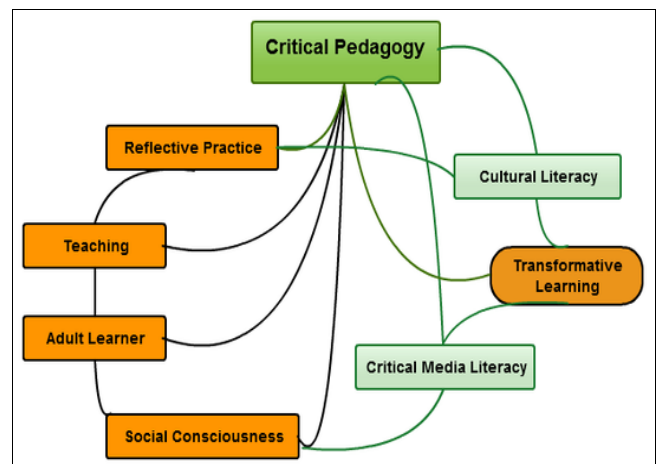 Critical Pedagogy
Reflective Practice
Cultural Literacy
Teaching
Transformative
Learning
Adult Learner
Critical Media Literacy
Social Consciousness